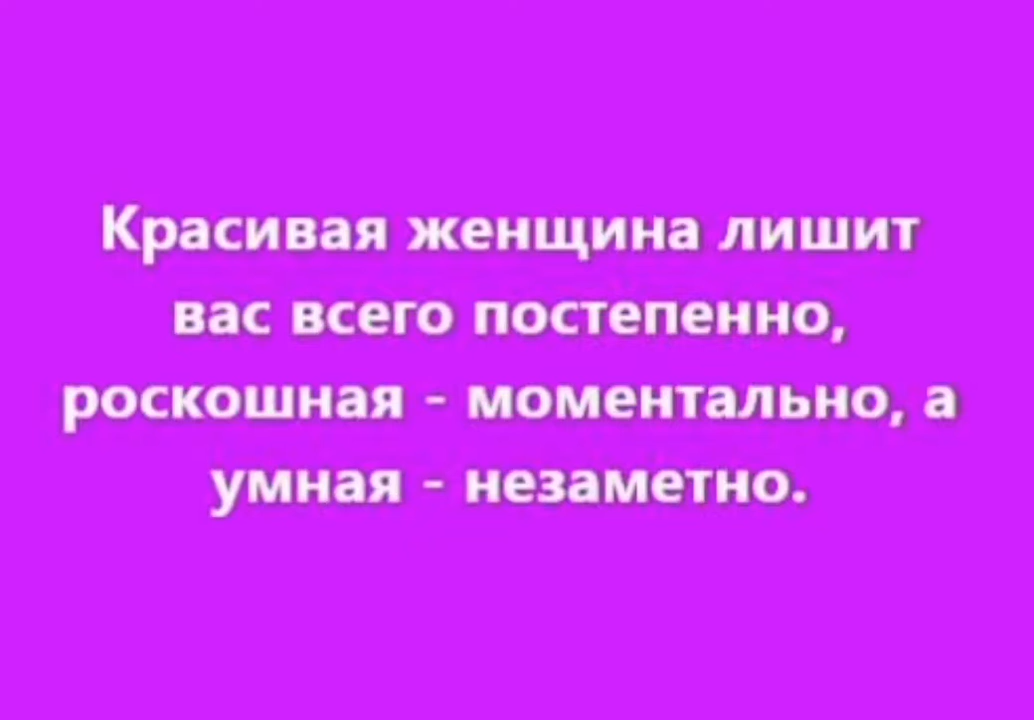 Красивая женщина лишит
вас всего постепенно,
роскошная - моментально, а
умная - незаметно.